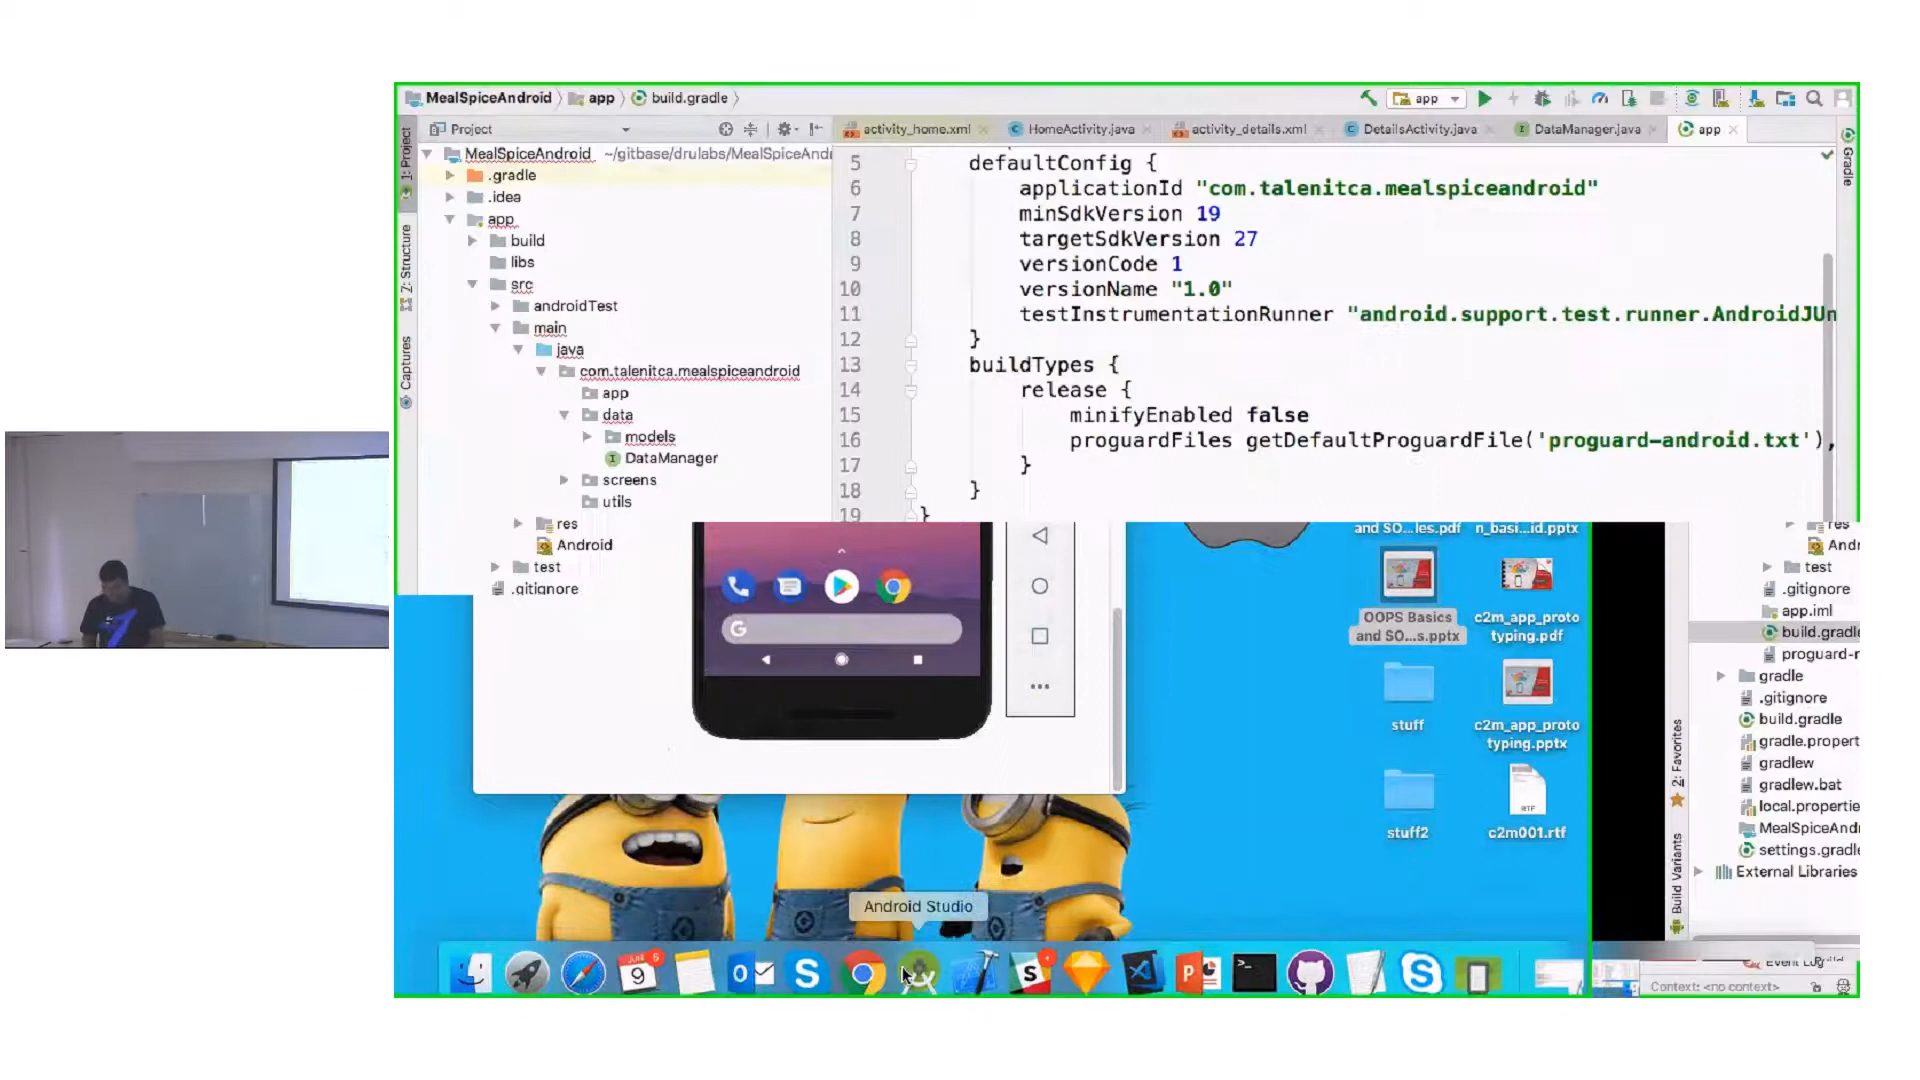 MealSpiceAndroid
app
build.gradle
app
Project
activity_home.xml
HomeActivity.java
activity_details.xml
DetailsActivity.java
DataManager.java
app
1: Project
Z: Structure
Captures
Gradle
MealSpiceAndroid ~/gitbase/drulabs/MealSpiceAndr
.gradle
.idea
app
build
libs
src
androidTest
main
java
com.talenitca.mealspiceandroid
app
data
models
DataManager
screens
utils
res
Android
test
.gitignore
5 defaultConfig {
6 applicationId "com.talenitca.mealspiceandroid"
7 minSdkVersion 19
8 targetSdkVersion 27
9 versionCode 1
10 versionName "1.0"
11 testInstrumentationRunner "android.support.test.runner.AndroidJUn
12 }
13 buildTypes {
14 release {
15 minifyEnabled false
16 proguardFiles getDefaultProguardFile('proguard-android.txt'),
17 }
18 }
19 }
G
and SO...les.pdf
n_basi...id.pptx
OOPS Basics
and SO...s.pptx
c2m_app_proto
typing.pdf
stuff
c2m_app_proto
typing.pptx
stuff2
RTF
c2m001.rtf
res
Andr
test
.gitignore
app.iml
build.gradle
proguard-r
gradle
.gitignore
build.gradle
gradle.propert
gradlew
gradlew.bat
local.propertie
MealSpiceAndr
settings.gradle
External Libraries
2: Favorites
Build Variants
Event Log
Context: <no context>
Android Studio
JUN
9
6